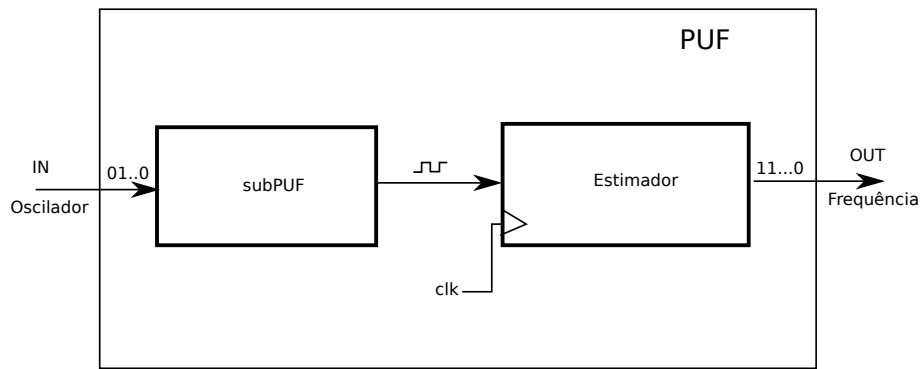 PUF
IN
01..0
Oscilador
subPUF
Estimador
11...0
OUT
Frequência
clk